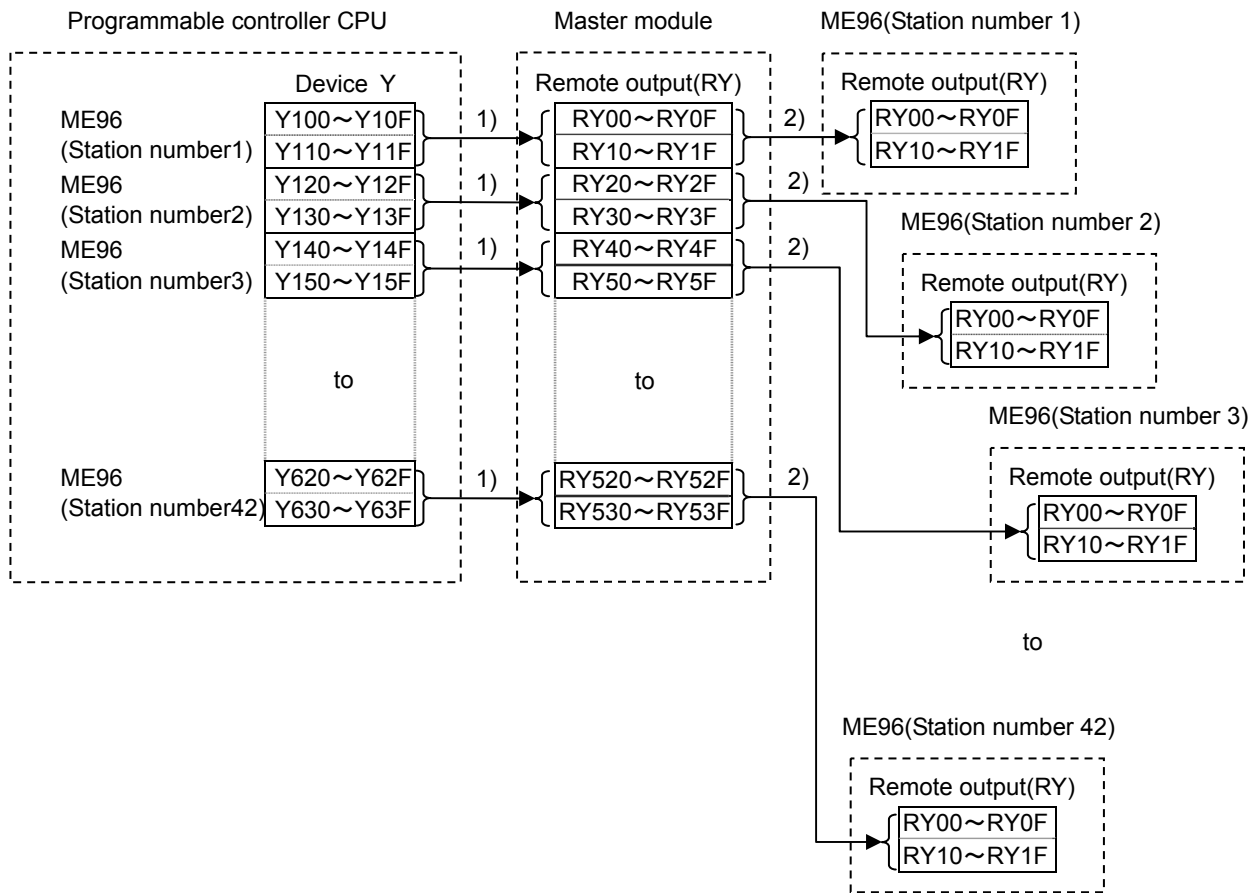 Programmable controller CPU
Device Y
ME96
(Station number1)
Y100～Y10F
Y110～Y11F
ME96
(Station number2)
Y120～Y12F
Y130～Y13F
ME96
(Station number3)
Y140～Y14F
Y150～Y15F
to
ME96
(Station number42)
Y620～Y62F
Y630～Y63F
1)
1)
1)
1)
Master module
Remote output(RY)
RY00～RY0F
RY10～RY1F
RY20～RY2F
RY30～RY3F
RY40～RY4F
RY50～RY5F
to
RY520～RY52F
RY530～RY53F
2)
2)
2)
2)
ME96(Station number 1)
Remote output(RY)
RY00～RY0F
RY10～RY1F
ME96(Station number 2)
Remote output(RY)
RY00～RY0F
RY10～RY1F
ME96(Station number 3)
Remote output(RY)
RY00～RY0F
RY10～RY1F
to
ME96(Station number 42)
Remote output(RY)
RY00～RY0F
RY10～RY1F